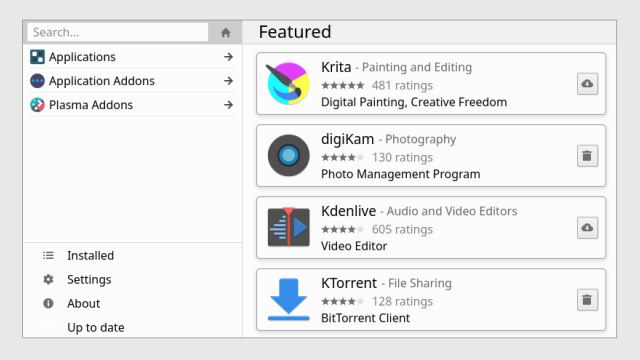 Search...
Applications
Application Addons
Plasma Addons
Installed
Settings
About
Up to date
Featured
Krita - Painting and Editing
481 ratings
Digital Painting, Creative Freedom
digiKam - Photography
130 ratings
Photo Management Program
Kdenlive - Audio and Video Editors
605 ratings
Video Editor
KTorrent - File Sharing
128 ratings
BitTorrent Client